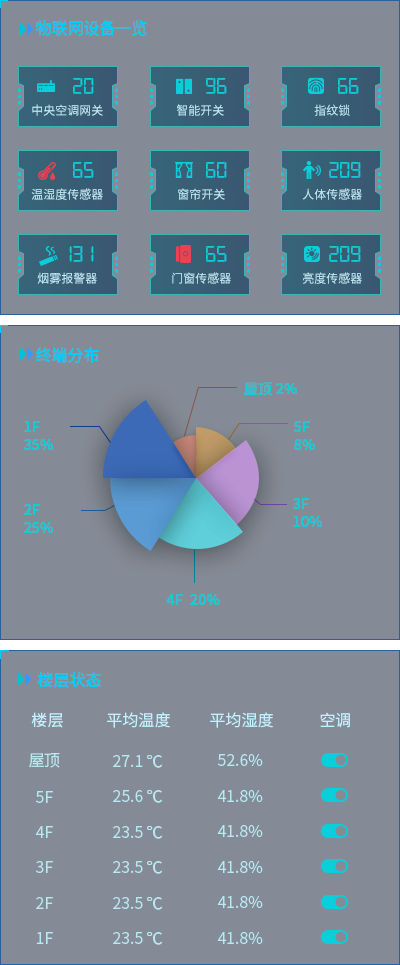 物联网设备一览
20 96 66
中央空调网关 智能开关 指纹锁
65 60 209
温湿度传感器 窗帘开关 人体传感器
131 65 209
烟雾报警器 门窗传感器 亮度传感器
终端分布
屋顶 2%
1F
35%
5F
8%
2F
25%
3F
10%
4F 20%
楼层状态
楼层 平均温度 平均湿度 空调
屋顶 27.1℃ 52.6%
5F 25.6℃ 41.8%
4F 23.5℃ 41.8%
3F 23.5℃ 41.8%
2F 23.5℃ 41.8%
1F 23.5℃ 41.8%